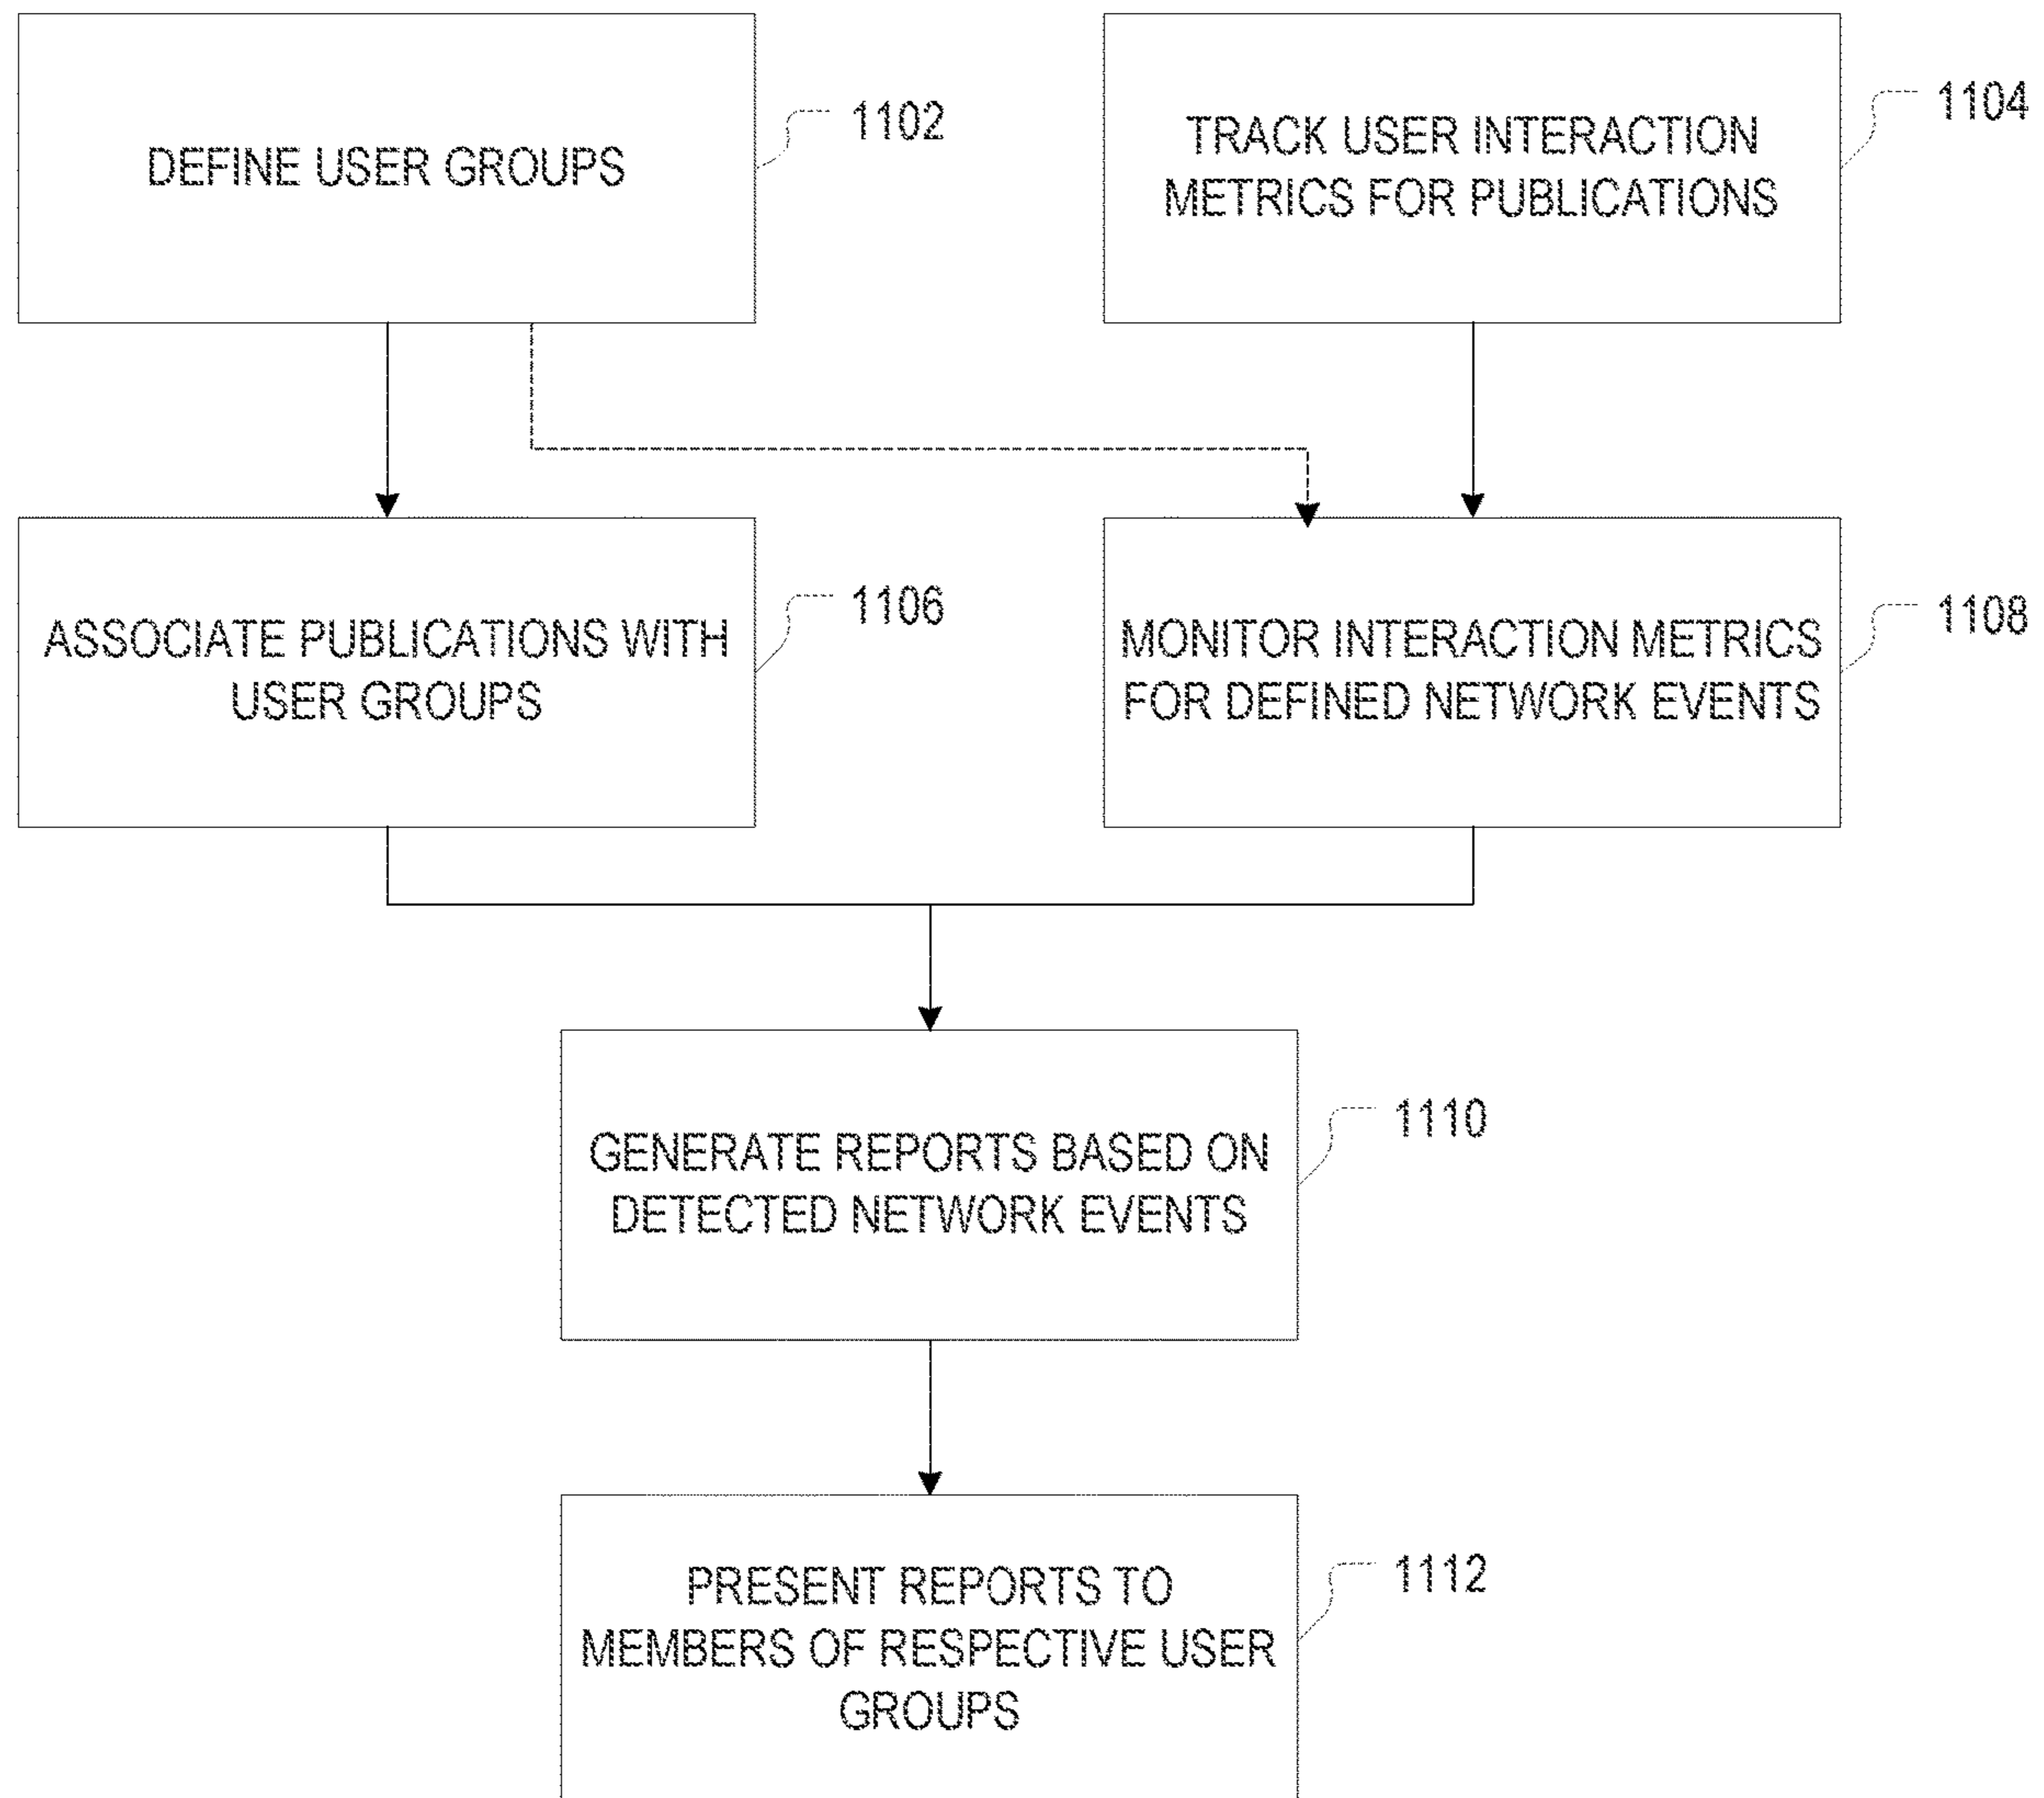 DEFINE USER GROUPS
1102
TRACK USER INTERACTION
METRICS FOR PUBLICATIONS
1104
ASSOCIATE PUBLICATIONS WITH
USER GROUPS
1106
MONITOR INTERACTION METRICS
FOR DEFINED NETWORK EVENTS
1108
GENERATE REPORTS BASED ON
DETECTED NETWORK EVENTS
1110
PRESENT REPORTS TO
MEMBERS OF RESPECTIVE USER
GROUPS
1112